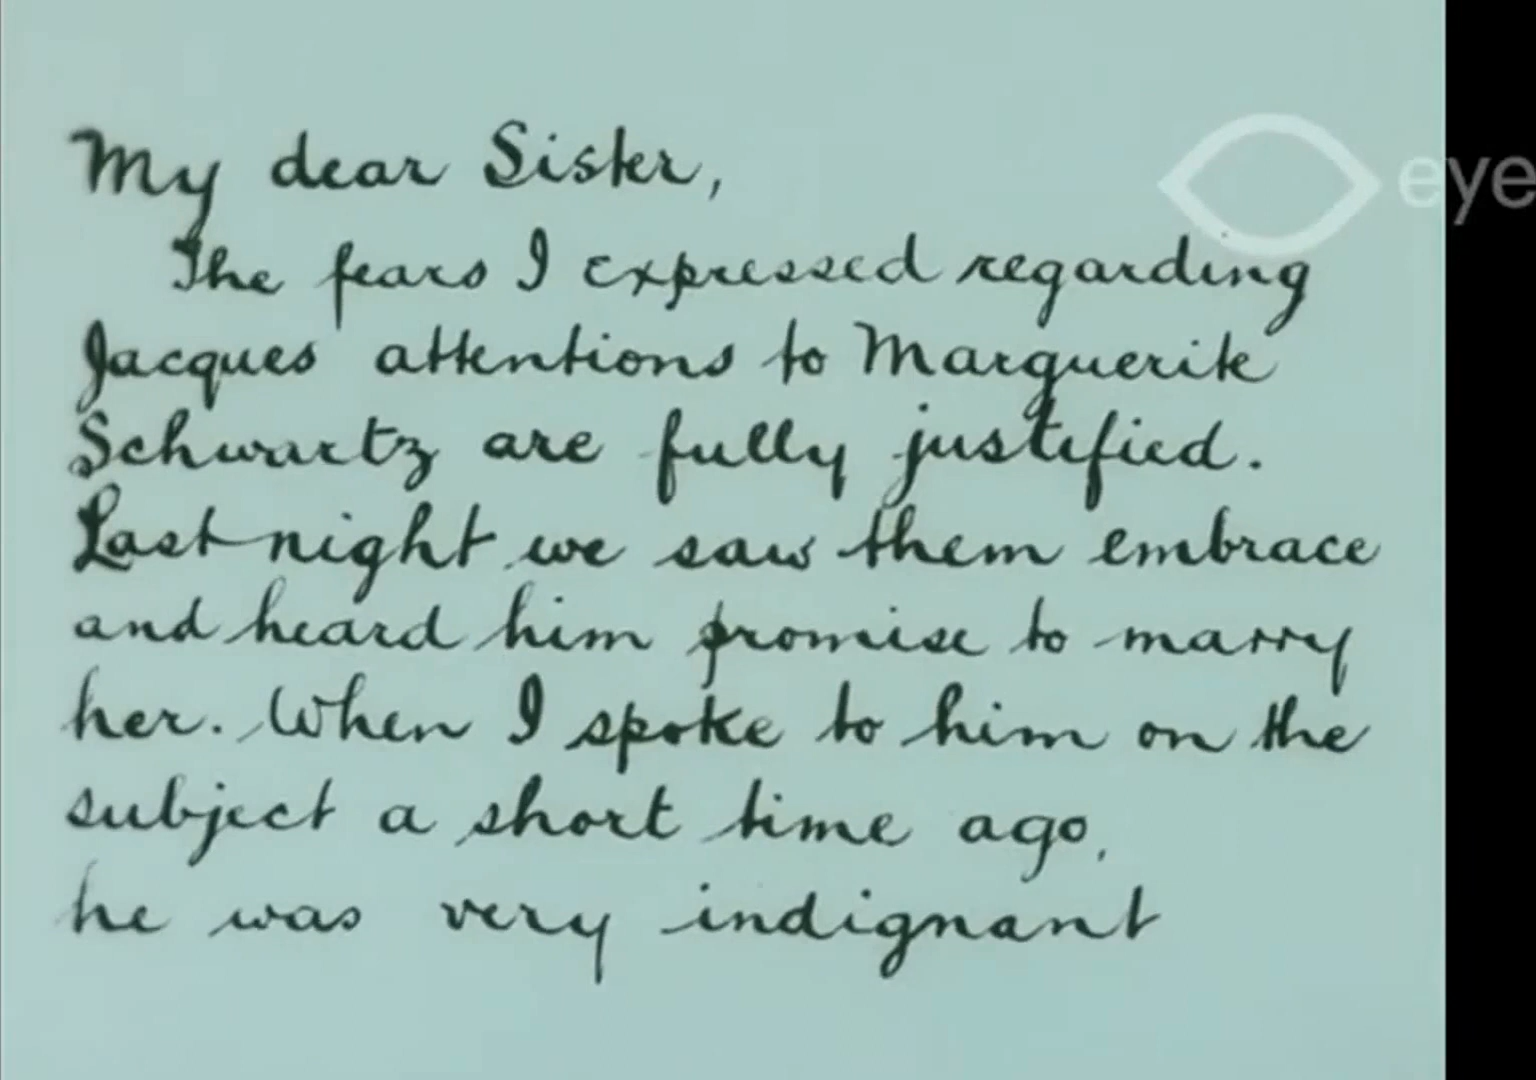 My dear Sister,
eye
The fears I expressed regarding
Jacques attentions to Marguerite
Schwartz are fully justified.
Last night we saw them embrace
and heard him promise to marry
her. When I spoke to him on the
subject a short time ago,
he was very indignant